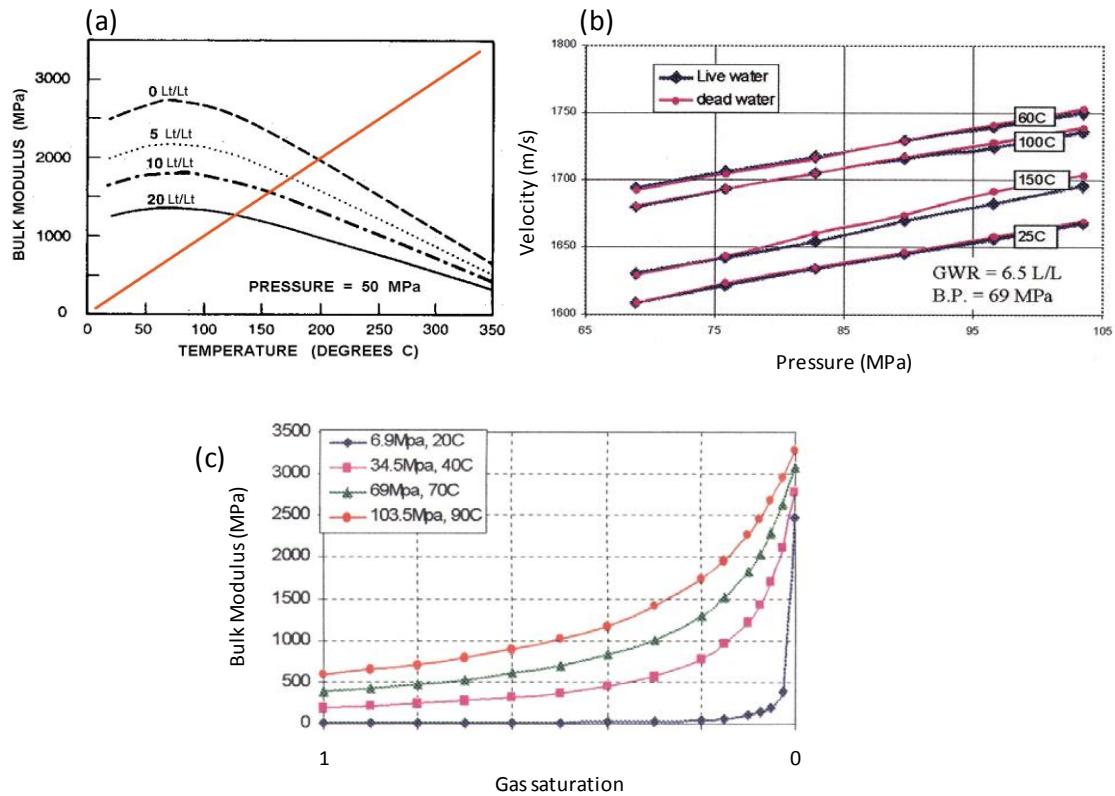 (a)
BULK MODULUS (MPa)
3000
2000
1000
0
0 Lt/Lt
5 Lt/Lt
10 Lt/Lt
20 Lt/Lt
PRESSURE = 50 MPa
0 50 100 150 200 250 300 350
TEMPERATURE (DEGREES C)
(b)
Velocity (m/s)
1800
1750
1700
1650
1600
Live water
dead water
60C
100C
150C
25C
GWR = 6.5 L/L
B.P. = 69 MPa
65 75 85 95 105
Pressure (MPa)
(c)
Bulk Modulus (MPa)
3500
3000
2500
2000
1500
1000
500
0
6.9Mpa, 20C
34.5Mpa, 40C
69Mpa, 70C
103.5Mpa, 90C
1 0
Gas saturation